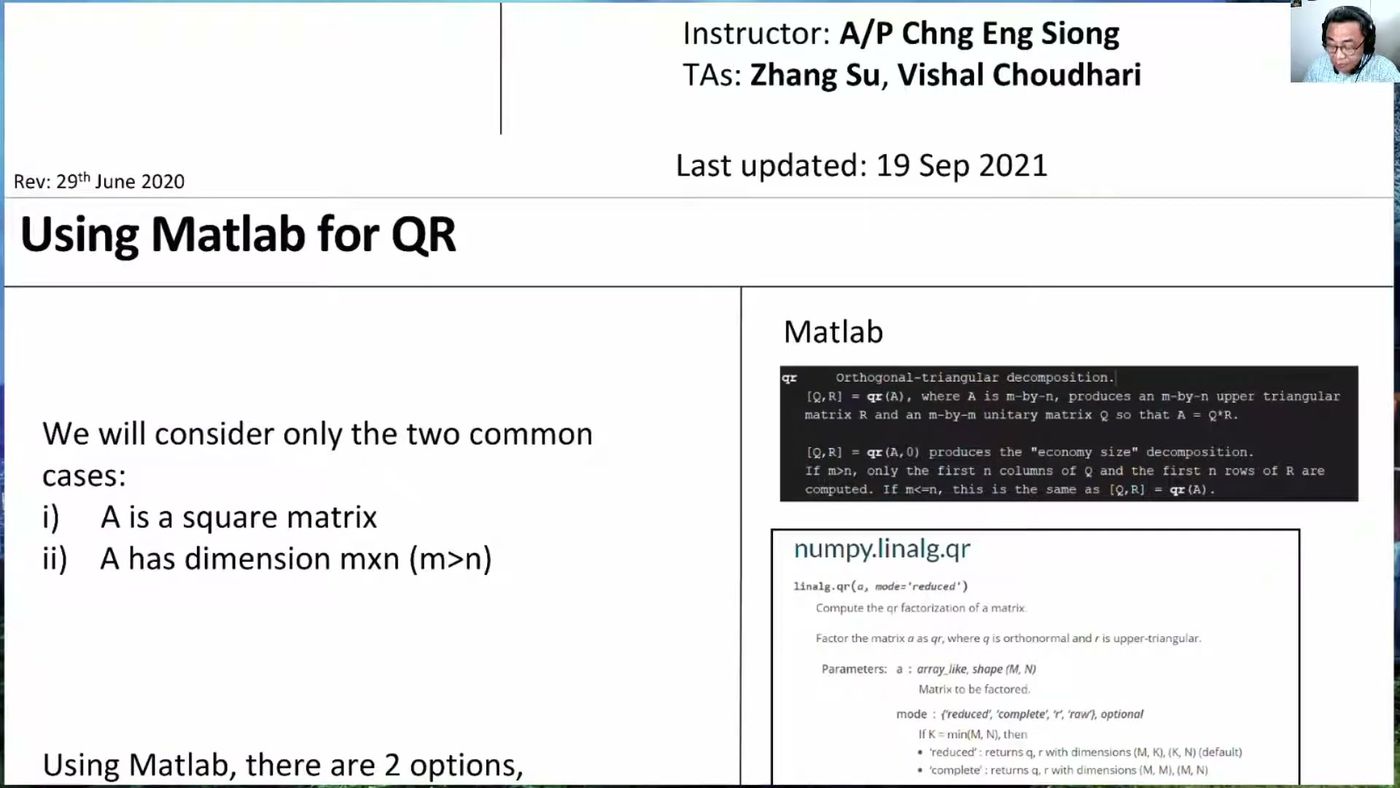 Instructor: A/P Chng Eng Siong
TAs: Zhang Su, Vishal Choudhari
Last updated: 19 Sep 2021
Rev: 29th June 2020
Using Matlab for QR
We will consider only the two common
cases:
i) A is a square matrix
ii) A has dimension mxn (m>n)
Using Matlab, there are 2 options,
Matlab
qr Orthogonal-triangular decomposition.
[Q,R] = qr(A), where A is m-by-n, produces an m-by-n upper triangular
matrix R and an m-by-m unitary matrix Q so that A = Q*R.
[Q,R] = qr(A,0) produces the "economy size" decomposition.
If m>n, only the first n columns of Q and the first n rows of R are
computed. If m<=n, this is the same as [Q,R] = qr(A).
numpy.linalg.qr
linalg.qr(a, mode='reduced')
Compute the qr factorization of a matrix.
Factor the matrix a as qr, where q is orthonormal and r is upper-triangular.
Parameters: a : array_like, shape (M, N)
Matrix to be factored.
mode : {'reduced', 'complete', 'r', 'raw'}, optional
If K = min(M, N), then
• 'reduced' : returns q, r with dimensions (M, K), (K, N) (default)
• 'complete' : returns q, r with dimensions (M, M), (M, N)